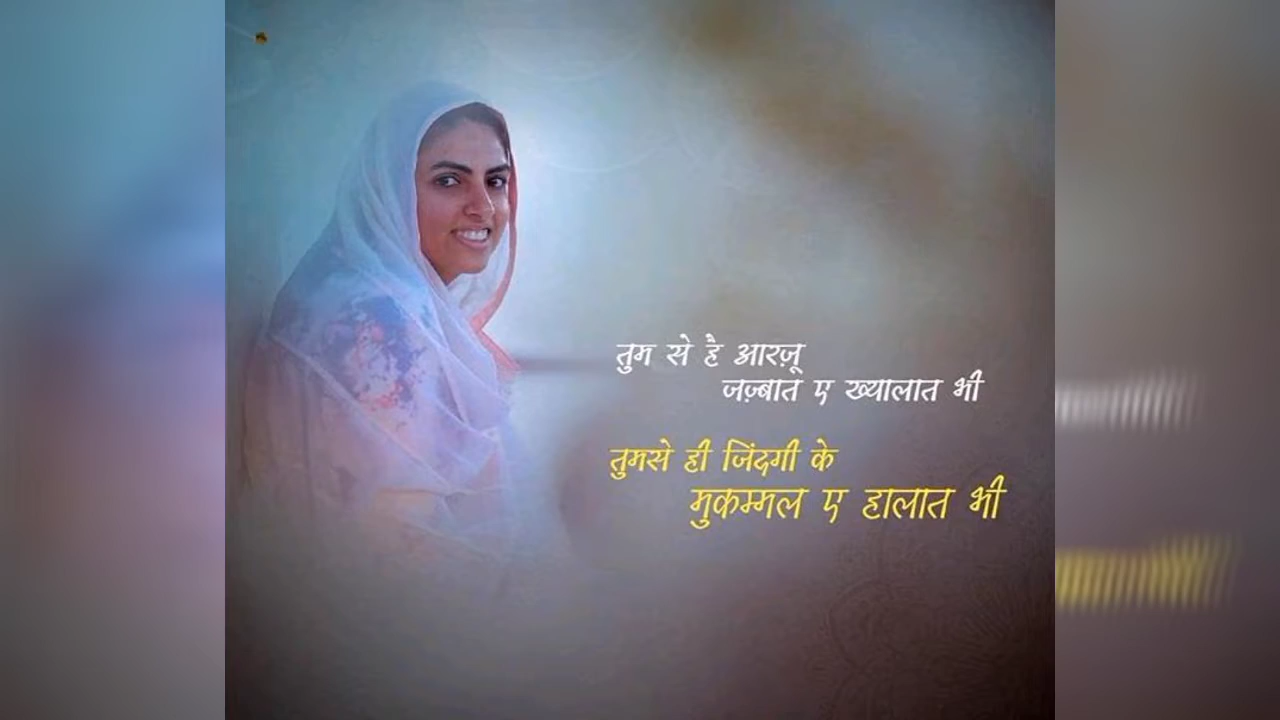 तुम से है आरज़ू
जज़्बात ए ख्यालात भी
तुमसे ही जिंदगी के
मुकम्मल ए हालात भी